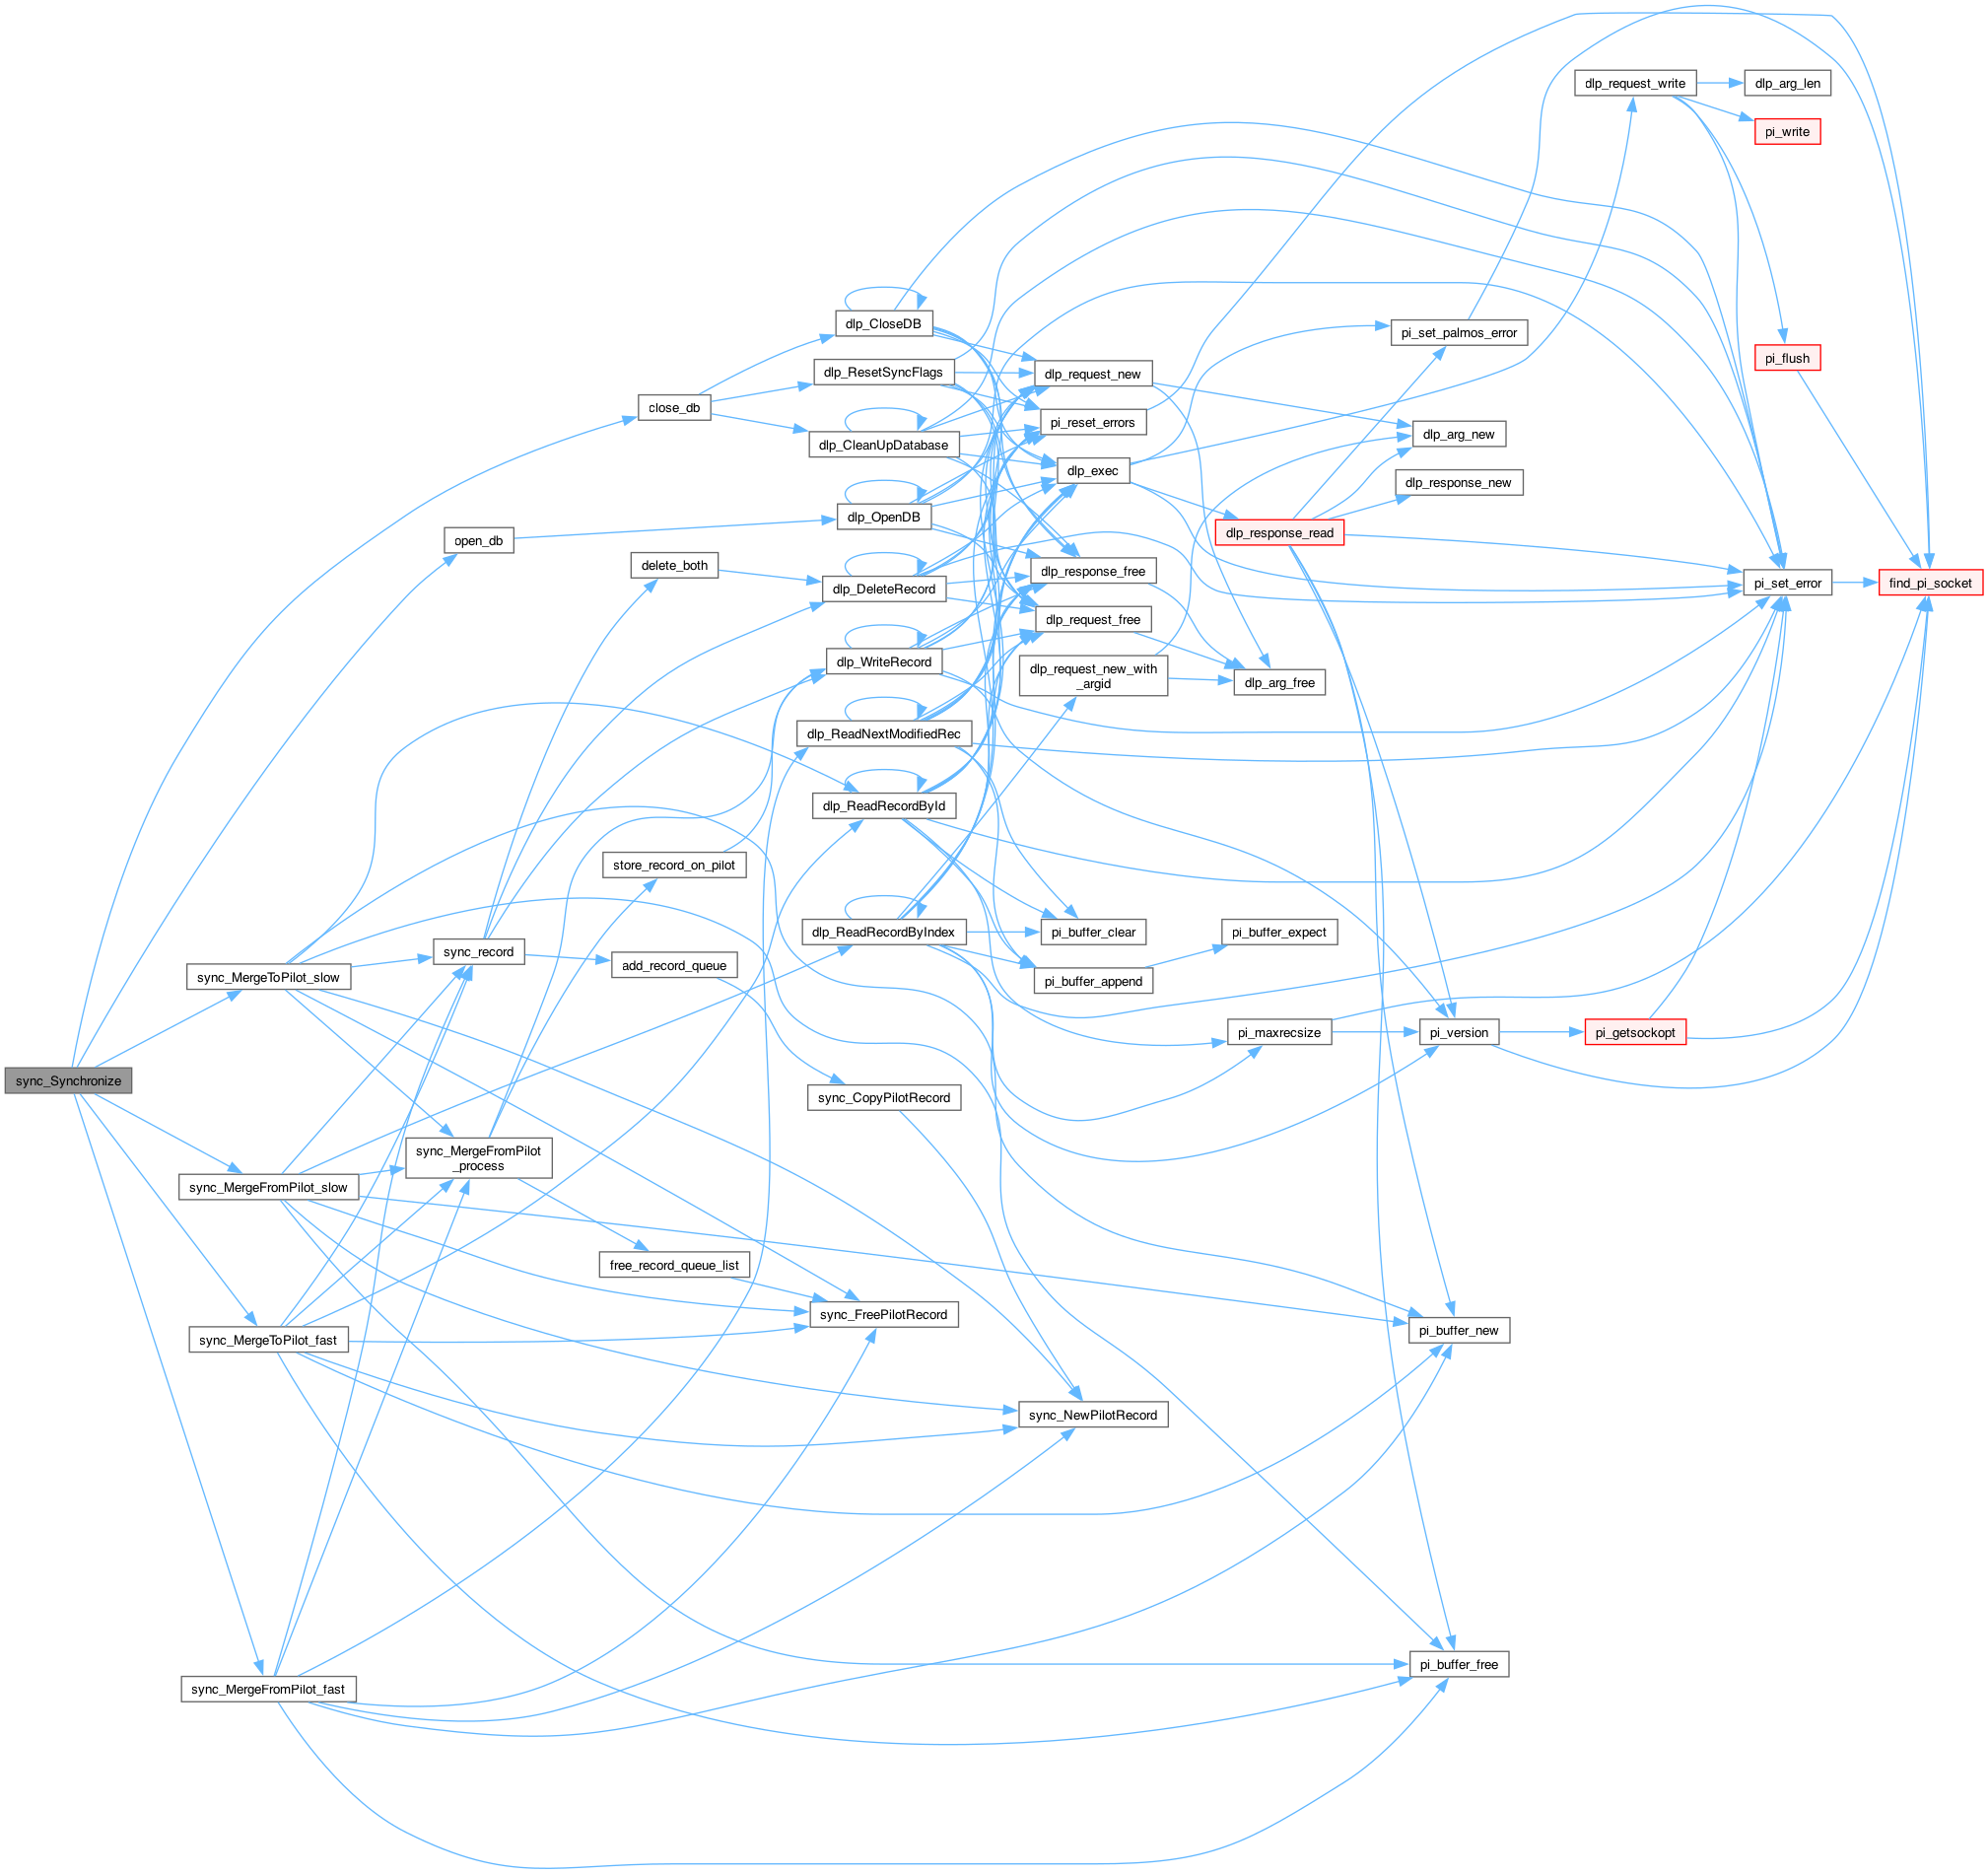 sync_Synchronize
sync_MergeToPilot_slow
sync_MergeFromPilot_slow
sync_MergeToPilot_fast
sync_MergeFromPilot_fast
open_db
sync_record
sync_MergeFromPilot
_process
close_db
delete_both
store_record_on_pilot
add_record_queue
free_record_queue_list
dlp_CloseDB
dlp_ResetSyncFlags
dlp_CleanUpDatabase
dlp_OpenDB
dlp_DeleteRecord
dlp_WriteRecord
dlp_ReadNextModifiedRec
dlp_ReadRecordById
dlp_ReadRecordByIndex
sync_CopyPilotRecord
sync_FreePilotRecord
dlp_request_new
pi_reset_errors
dlp_exec
dlp_response_free
dlp_request_free
dlp_request_new_with
_argid
pi_buffer_clear
pi_buffer_append
sync_NewPilotRecord
dlp_response_read
dlp_arg_free
pi_buffer_expect
pi_maxrecsize
pi_set_palmos_error
dlp_arg_new
dlp_response_new
pi_version
pi_buffer_new
pi_buffer_free
dlp_request_write
pi_getsockopt
dlp_arg_len
pi_write
pi_flush
pi_set_error
find_pi_socket